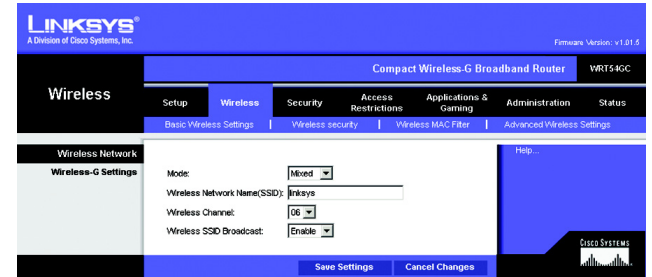 LINKSYS®
A Division of Cisco Systems, Inc.
Firmware Version: v1.01.5
Compact Wireless-G Broadband Router WRT54GC
Wireless
Setup Wireless Security Access Restrictions Applications & Gaming Administration Status
Basic Wireless Settings | Wireless security | Wireless MAC Filter | Advanced Wireless Settings
Wireless Network
Help...
Wireless-G Settings
Mode: Mixed
Wireless Network Name(SSID): linksys
Wireless Channel: 06
Wireless SSID Broadcast: Enable
CISCO SYSTEMS
Save Settings Cancel Changes